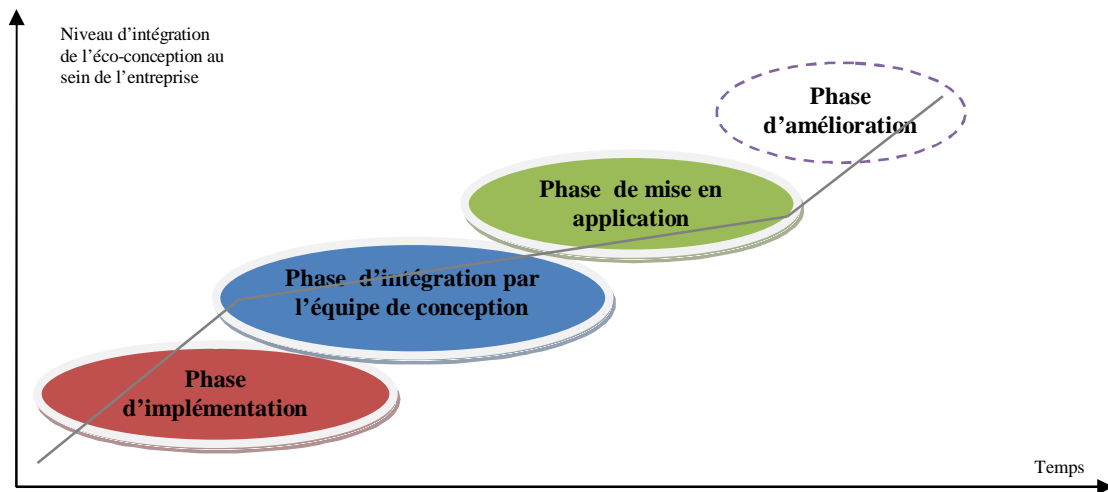 Niveau d’intégration
de l’éco-conception au
sein de l’entreprise
Phase
d’amélioration
Phase de mise en
application
Phase d’intégration par
l’équipe de conception
Phase
d’implémentation
Temps